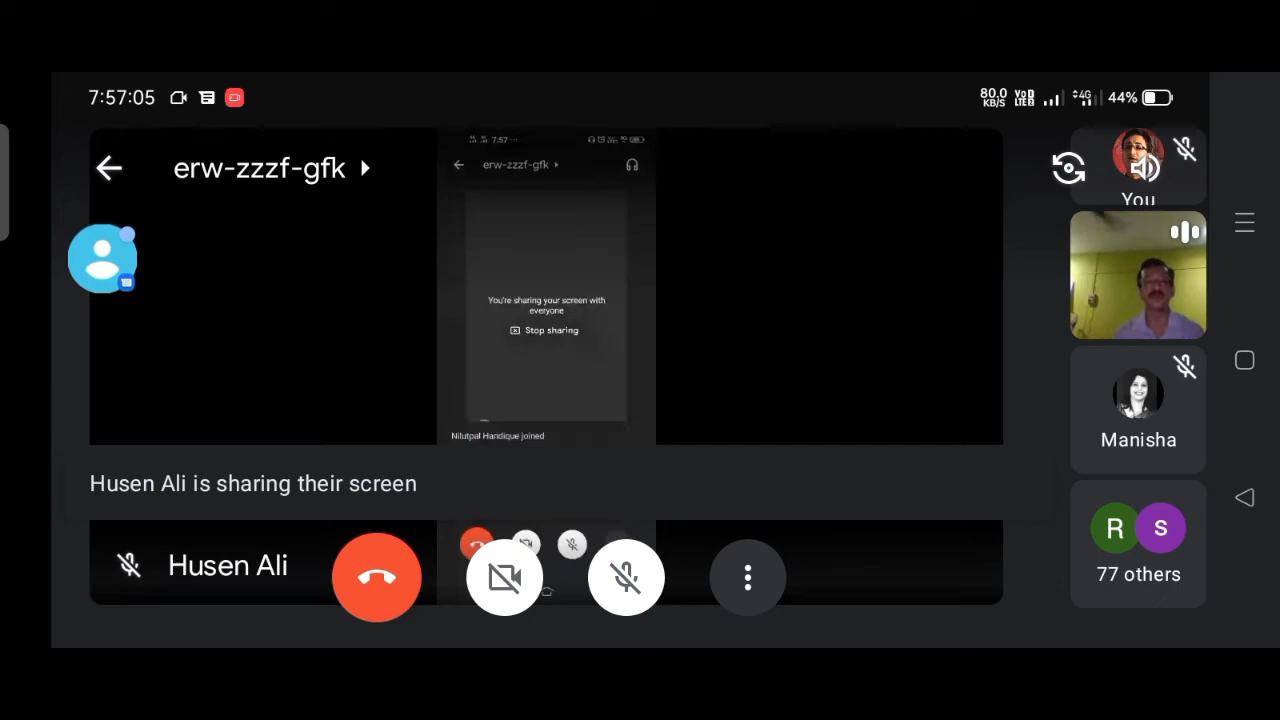 7:57:05
80.0 KB/S
4G
44%
erw-zzzf-gfk
7:57
erw-zzzf-gfk
You
You're sharing your screen with
everyone
Stop sharing
Nilutpal Handique joined
Manisha
Husen Ali is sharing their screen
R
S
77 others
Husen Ali